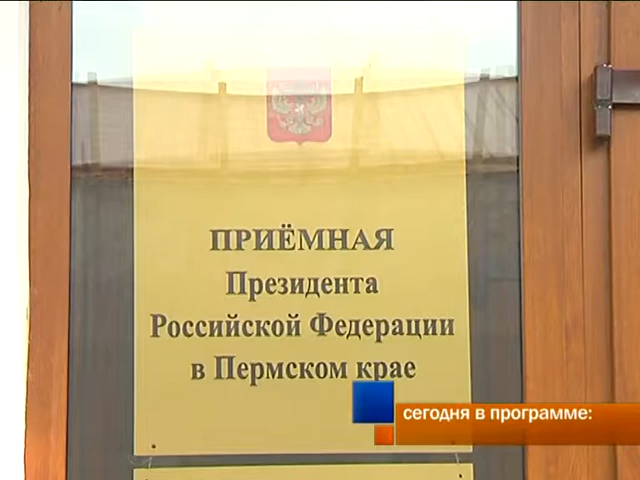 ПРИЁМНАЯ
Президента
Российской Федерации
в Пермском крае
сегодня в программе: